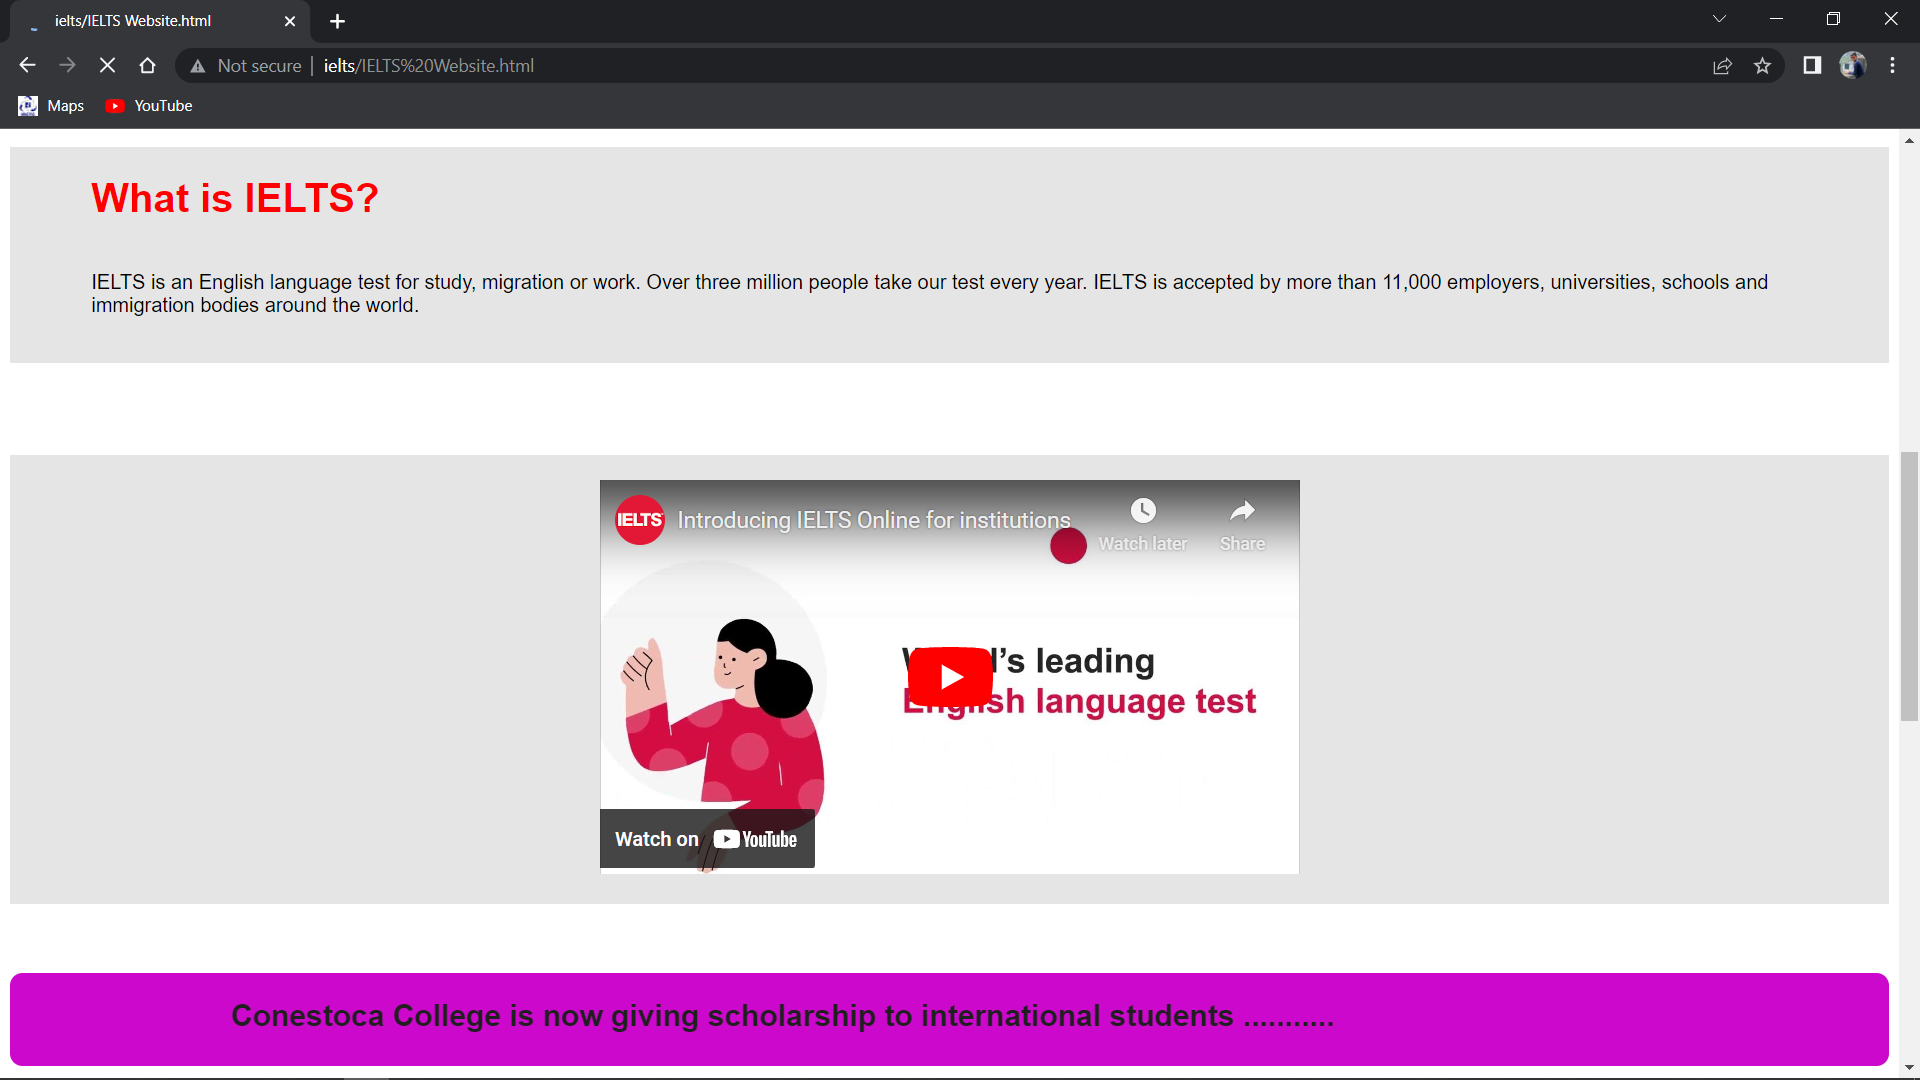 ielts/IELTS Website.html
Not secure
ielts/IELTS%20Website.html
Maps
YouTube
What is IELTS?
IELTS is an English language test for study, migration or work. Over three million people take our test every year. IELTS is accepted by more than 11,000 employers, universities, schools and
immigration bodies around the world.
IELTS
Introducing IELTS Online for institutions
Watch later
Share
leading
language test
Watch on YouTube
Conestoca College is now giving scholarship to international students ...........